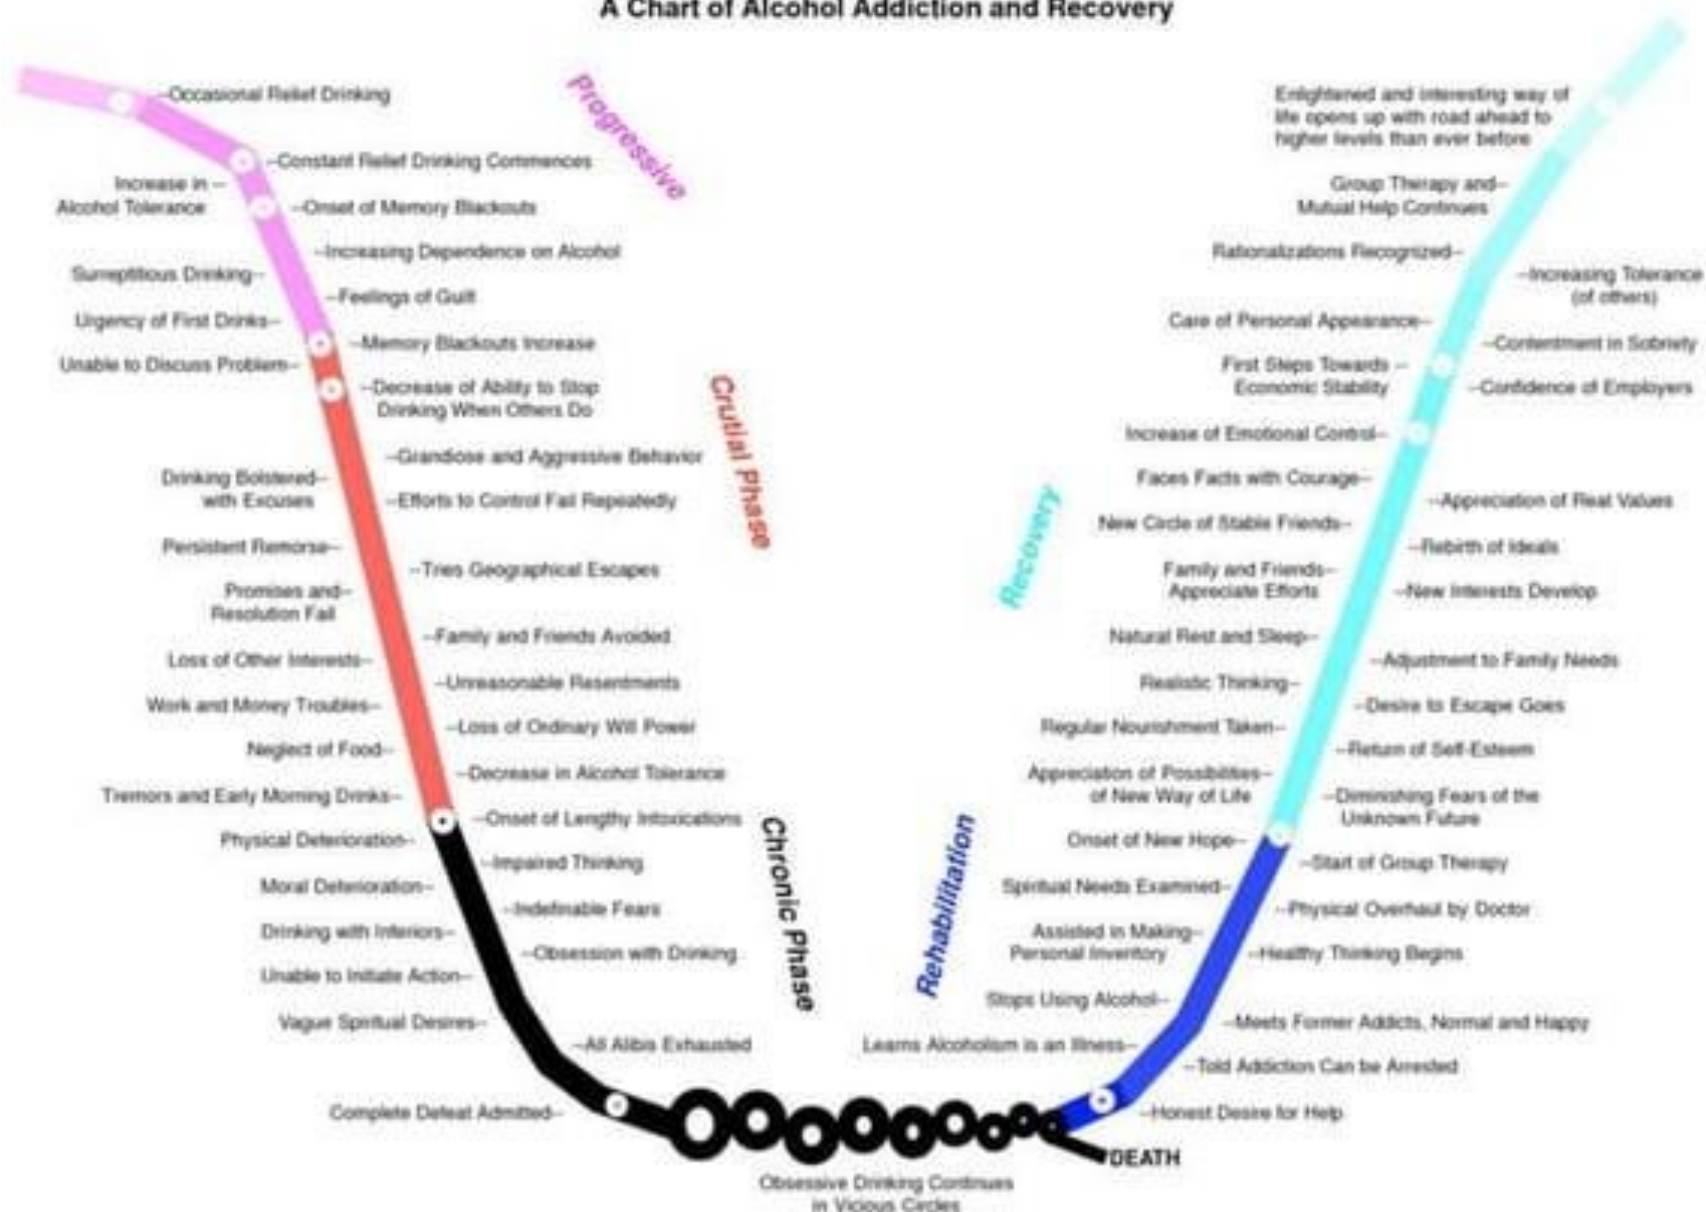 A Chart of Alcohol Addiction and Recovery
Progressive
--Occasional Relief Drinking
--Constant Relief Drinking Commences
Increase in --
Alcohol Tolerance
--Onset of Memory Blackouts
--Increasing Dependence on Alcohol
Surreptitious Drinking--
--Feelings of Guilt
Urgency of First Drinks--
--Memory Blackouts Increase
Unable to Discuss Problem--
Crutial Phase
--Decrease of Ability to Stop
Drinking When Others Do
--Grandiose and Aggressive Behavior
Drinking Bolstered--
with Excuses
--Efforts to Control Fail Repeatedly
Persistent Remorse--
--Tries Geographical Escapes
Promises and--
Resolution Fail
--Family and Friends Avoided
Loss of Other Interests--
--Unreasonable Resentments
Work and Money Troubles--
--Loss of Ordinary Will Power
Neglect of Food--
--Decrease in Alcohol Tolerance
Tremors and Early Morning Drinks--
--Onset of Lengthy Intoxications
Chronic Phase
Physical Deterioration--
--Impaired Thinking
Moral Deterioration--
--Indefinable Fears
Drinking with Inferiors--
--Obsession with Drinking
Unable to Initiate Action--
Vague Spiritual Desires--
--All Alibis Exhausted
Complete Defeat Admitted--
Obsessive Drinking Continues
in Vicious Circles
DEATH
Enlightened and interesting way of
life opens up with road ahead to
higher levels than ever before
Group Therapy and--
Mutual Help Continues
Rationalizations Recognized--
--Increasing Tolerance
(of others)
Care of Personal Appearance--
--Contentment in Sobriety
First Steps Towards --
Economic Stability
--Confidence of Employers
Increase of Emotional Control--
Faces Facts with Courage--
--Appreciation of Real Values
Recovery
New Circle of Stable Friends--
--Rebirth of Ideals
Family and Friends--
Appreciate Efforts
--New Interests Develop
Natural Rest and Sleep--
--Adjustment to Family Needs
Realistic Thinking--
--Desire to Escape Goes
Regular Nourishment Taken--
--Return of Self-Esteem
Appreciation of Possibilities--
of New Way of Life
--Diminishing Fears of the
Unknown Future
Rehabilitation
Onset of New Hope--
--Start of Group Therapy
Spiritual Needs Examined--
--Physical Overhaul by Doctor
Assisted in Making--
Personal Inventory
--Healthy Thinking Begins
Stops Using Alcohol--
--Meets Former Addicts, Normal and Happy
Learns Alcoholism is an Illness--
--Told Addiction Can be Arrested
--Honest Desire for Help